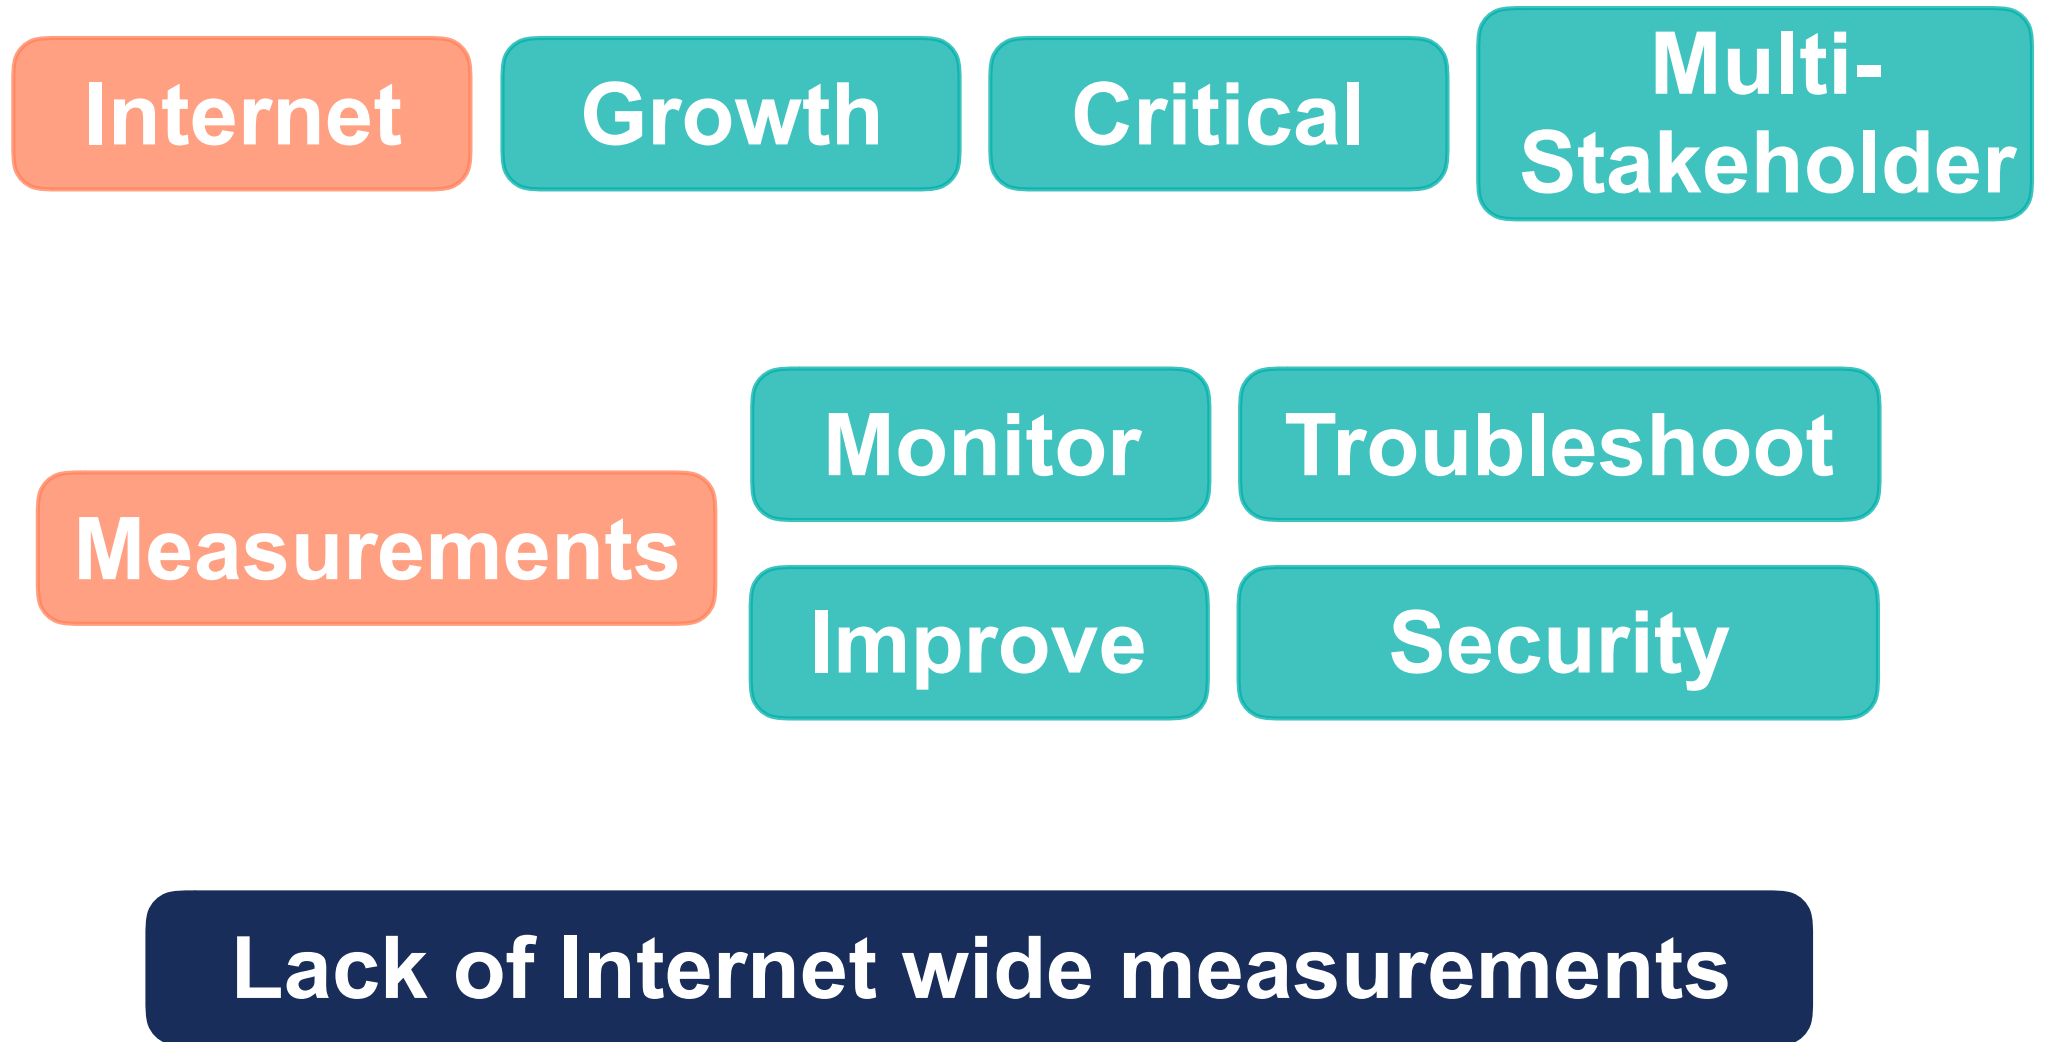 Internet
Growth
Critical
Multi-
Stakeholder
Measurements
Monitor
Troubleshoot
Improve
Security
Lack of Internet wide measurements